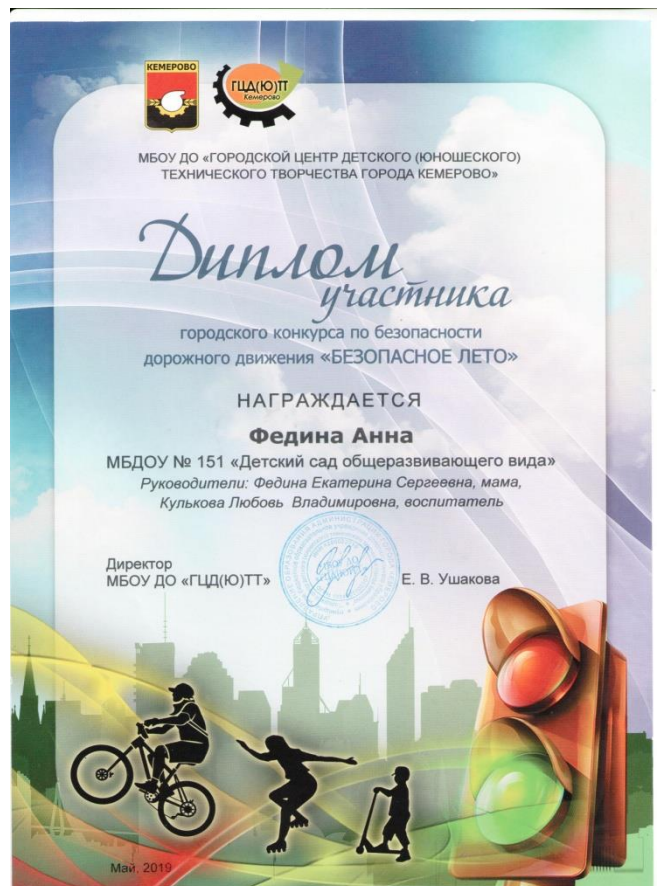 КЕМЕРОВО
ГЦД(Ю)ТТ
Кемерово
МБОУ ДО «ГОРОДСКОЙ ЦЕНТР ДЕТСКОГО (ЮНОШЕСКОГО)
ТЕХНИЧЕСКОГО ТВОРЧЕСТВА ГОРОДА КЕМЕРОВО»
Диплом
участника
городского конкурса по безопасности
дорожного движения «БЕЗОПАСНОЕ ЛЕТО»
НАГРАЖДАЕТСЯ
Федина Анна
МБДОУ № 151 «Детский сад общеразвивающего вида»
Руководители: Федина Екатерина Сергеевна, мама,
Кулькова Любовь Владимировна, воспитатель
Директор
МБОУ ДО «ГЦД(Ю)ТТ»
Е. В. Ушакова
Май, 2019